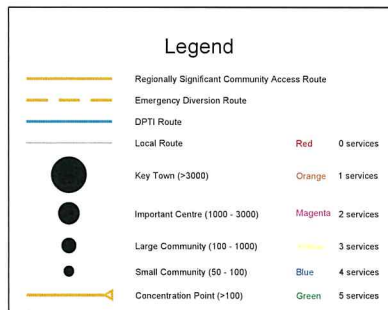 Legend
Regionally Significant Community Access Route
Emergency Diversion Route
DPTI Route
Local Route Red 0 services
Key Town (>3000) Orange 1 services
Important Centre (1000 - 3000) Magenta 2 services
Large Community (100 - 1000) Yellow 3 services
Small Community (50 - 100) Blue 4 services
Concentration Point (>100) Green 5 services